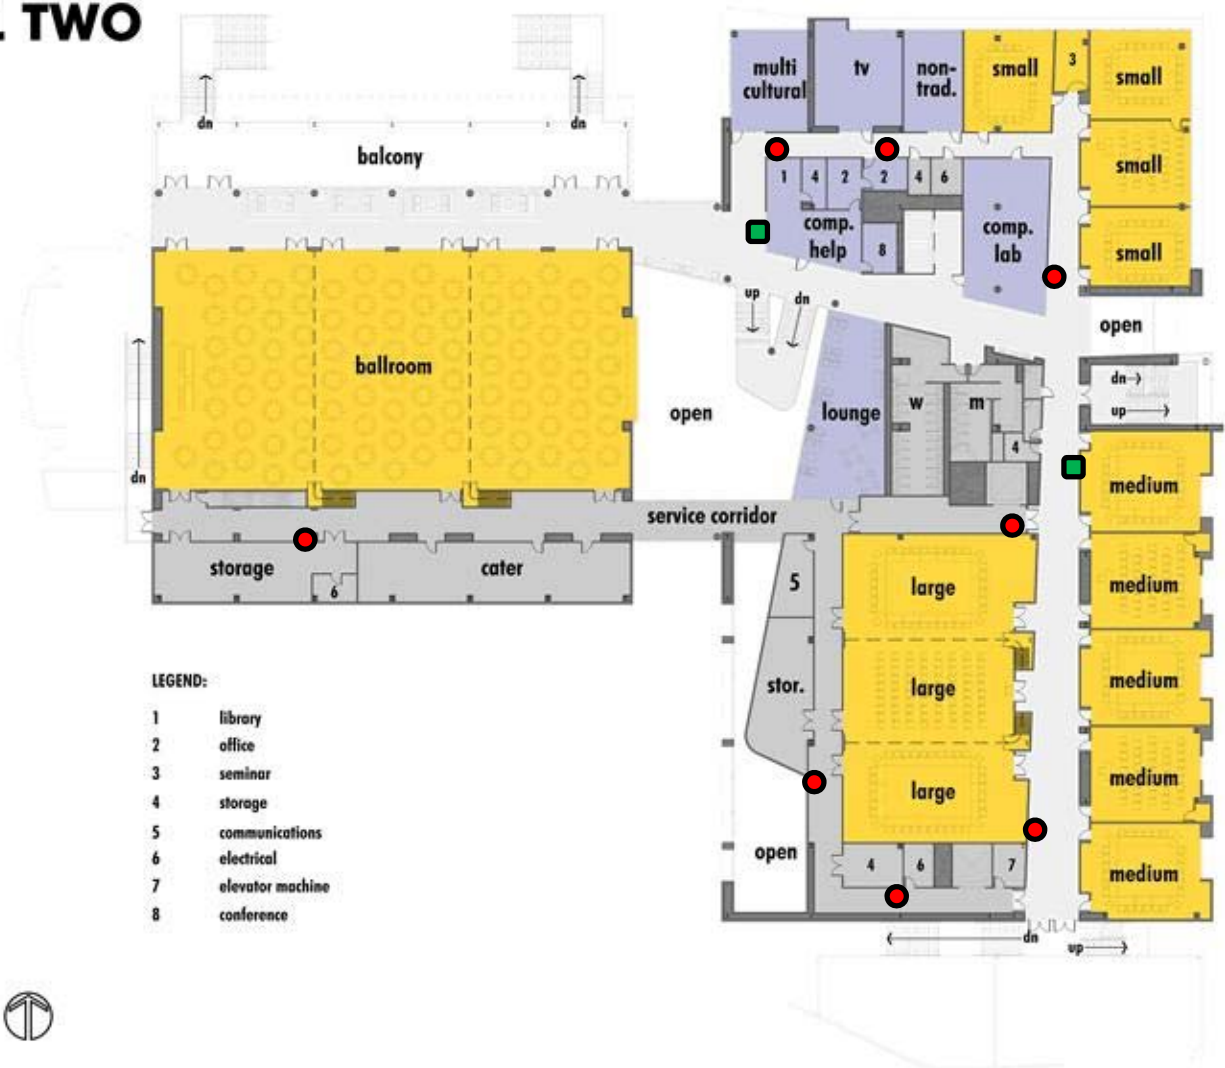 . TWO
multi
cultural
tv
non-
trad.
small
3
small
dn
dn
balcony
small
1
4
2
2
4
6
comp.
help
8
comp.
lab
small
up
dn
open
ballroom
open
lounge
w
m
4
dn
up
dn
medium
service corridor
storage
6
cater
5
large
medium
stor.
large
medium
large
medium
open
4
6
7
medium
dn
up
LEGEND:
1 library
2 office
3 seminar
4 storage
5 communications
6 electrical
7 elevator machine
8 conference